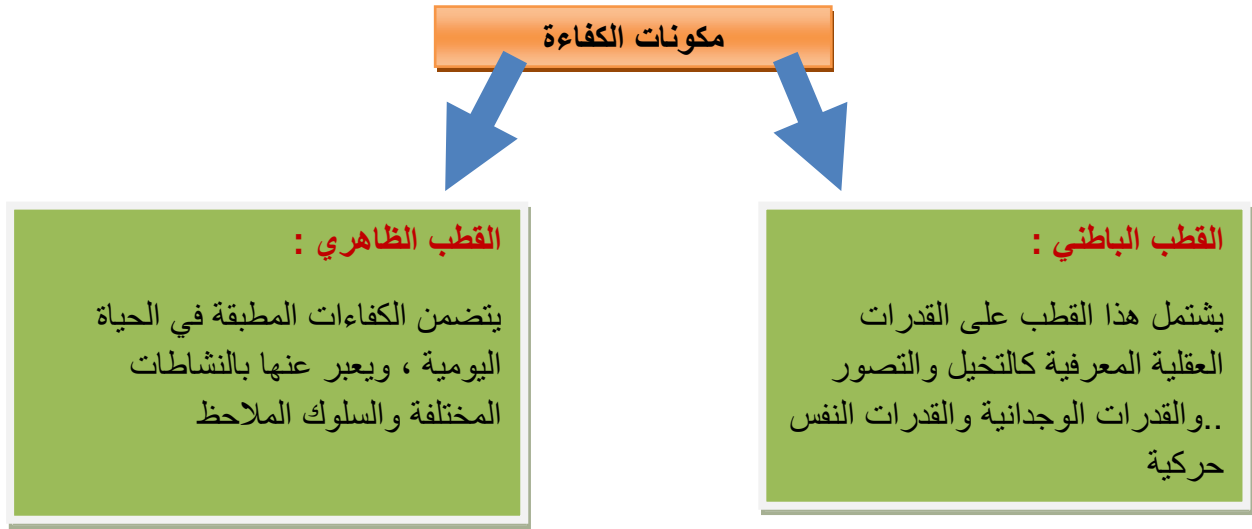 مكونات الكفاءة
القطب الباطني :
يشتمل هذا القطب على القدرات
العقلية المعرفية كالتخيل والتصور
..والقدرات الوجدانية والقدرات النفس
حركية
القطب الظاهري :
يتضمن الكفاءات المطبقة في الحياة
اليومية ، ويعبر عنها بالنشاطات
المختلفة والسلوك الملاحظ